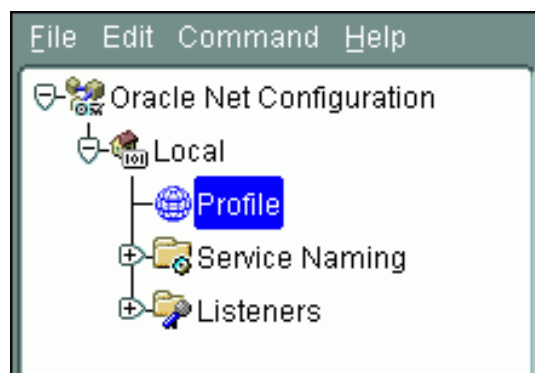 File Edit Command Help
Oracle Net Configuration
Local
Profile
Service Naming
Listeners